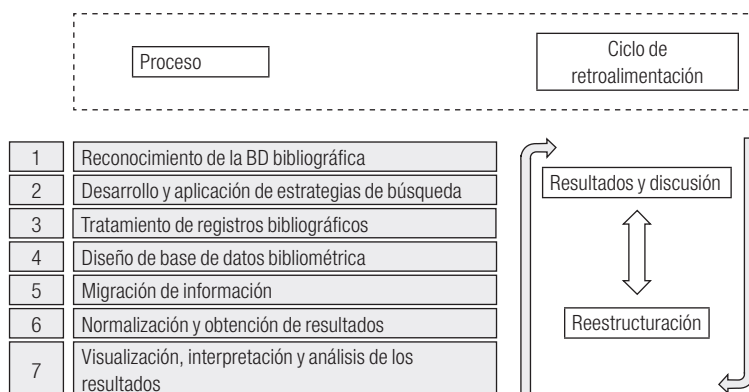 Proceso
Ciclo de
retroalimentación
1 Reconocimiento de la BD bibliográfica
2 Desarrollo y aplicación de estrategias de búsqueda
3 Tratamiento de registros bibliográficos
4 Diseño de base de datos bibliométrica
5 Migración de información
6 Normalización y obtención de resultados
7 Visualización, interpretación y análisis de los
resultados
Resultados y discusión
Reestructuración